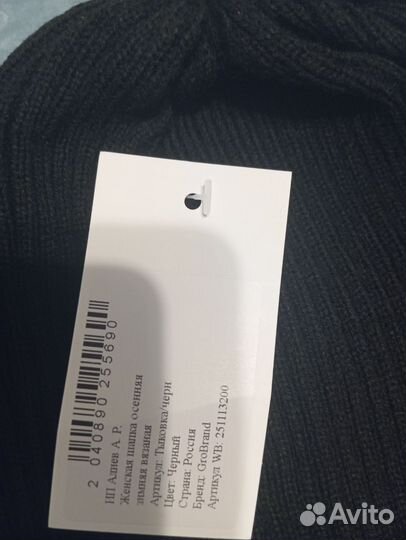 2 040890 255690
ИП Алиев А. Р.
Женская шапка осенняя
зимняя вязаная
Артикул: Тыковка/черн
Цвет: Черный
Страна: Россия
Бренд: GroBrand
Артикул WB: 251113200
Avito